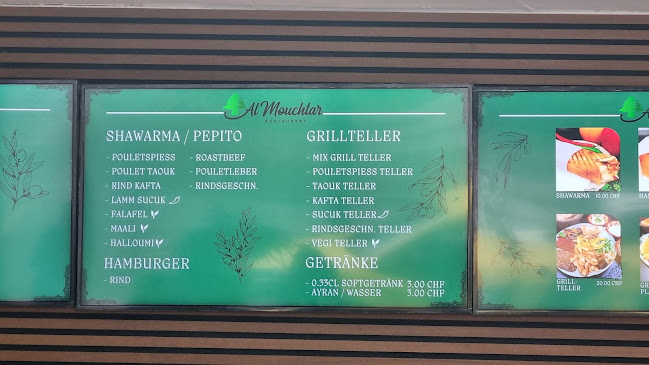 Al Mouchtar
RESTAURANT
SHAWARMA / PEPITO
- POULETSPIESS
- POULET TAOUK
- RIND KAFTA
- LAMM SUCUK
- FALAFEL
- MAALI
- HALLOUMI
- ROASTBEEF
- POULETLEBER
- RINDSGESCHN.
HAMBURGER
- RIND
GRILLTELLER
- MIX GRILL TELLER
- POULETSPIESS TELLER
- TAOUK TELLER
- KAFTA TELLER
- SUCUK TELLER
- RINDSGESCHN. TELLER
- VEGI TELLER
GETRÄNKE
- 0.33CL SOFTGETRÄNK 3.00 CHF
- AYRAN / WASSER 3.00 CHF
Al
SHAWARMA 10.00 CHF
GRILL-
TELLER 20.00 CHF